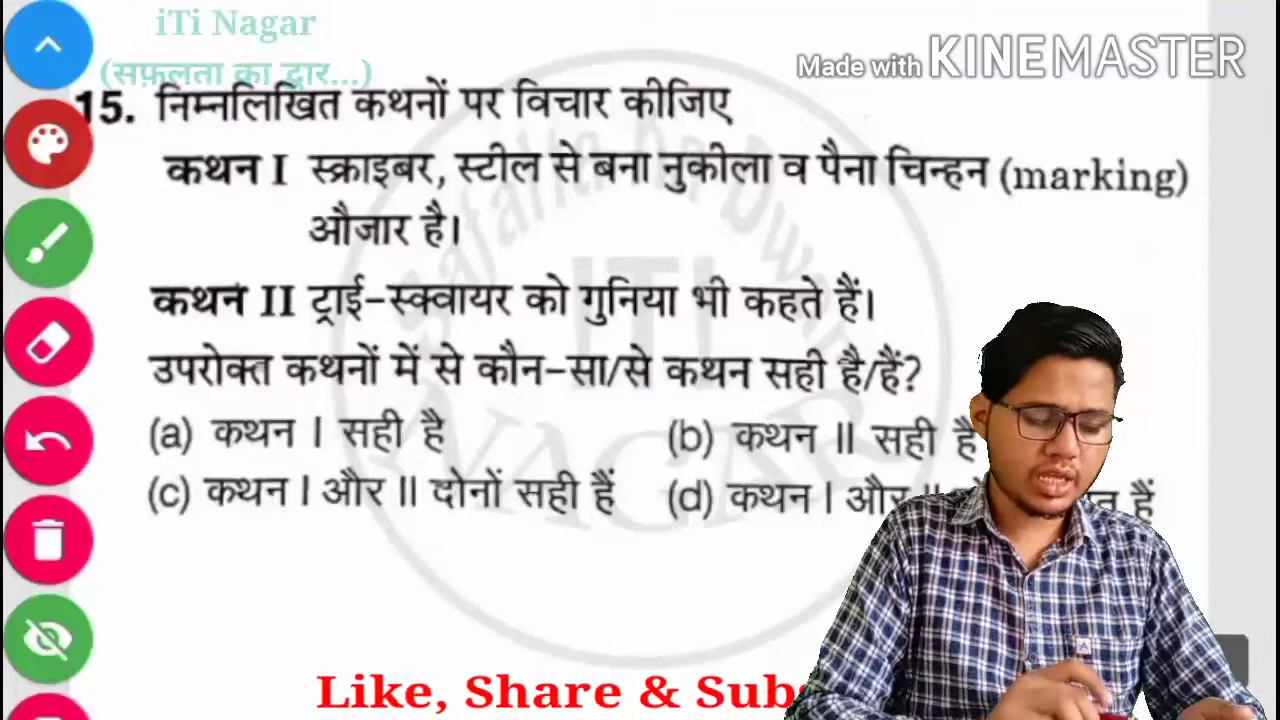 iTi Nagar
(सफ़लता का द्वार...)
Made with KINEMASTER
15. निम्नलिखित कथनों पर विचार कीजिए
कथन I स्क्राइबर, स्टील से बना नुकीला व पैना चिन्हन (marking)
औजार है।
कथन II ट्राई-स्क्वायर को गुनिया भी कहते हैं।
उपरोक्त कथनों में से कौन-सा/से कथन सही है/हैं?
(a) कथन I सही है (b) कथन II सही है
(c) कथन I और II दोनों सही हैं (d) कथन I और हैं
ITI
NAGAR
Like, Share &